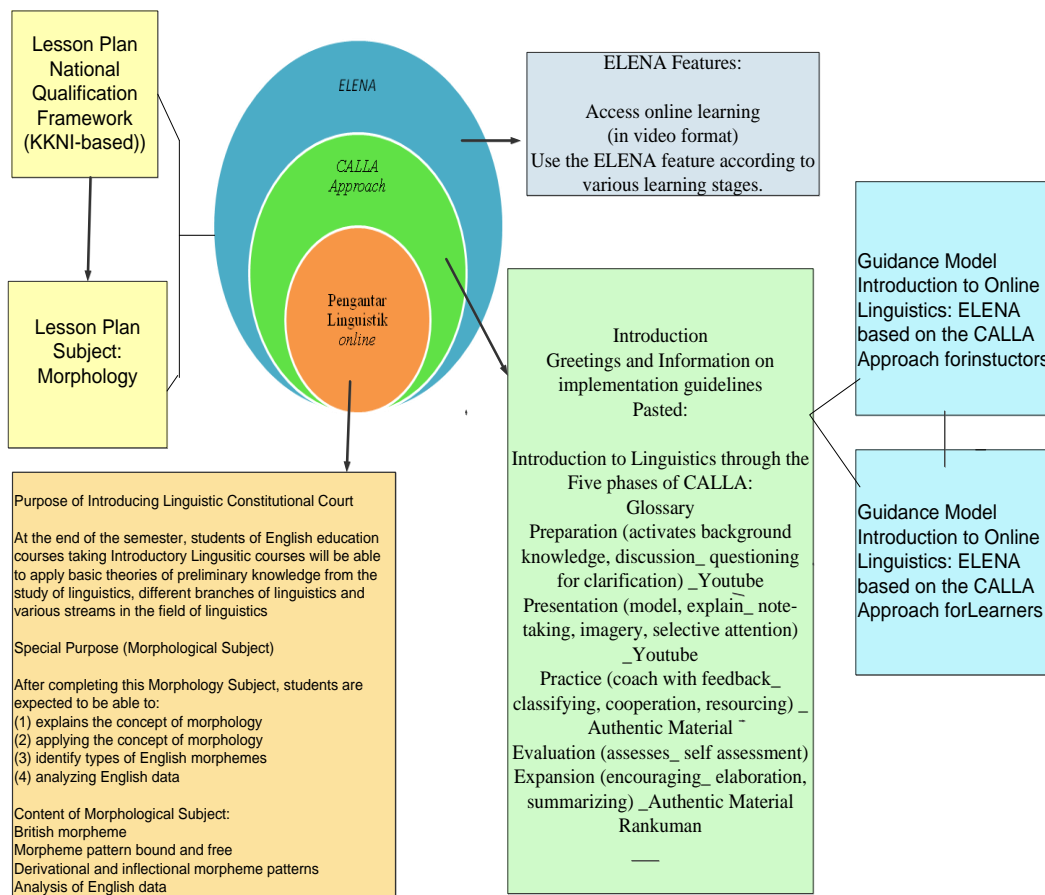 Lesson Plan
National
Qualification
Framework
(KKNI-based))
Lesson Plan
Subject:
Morphology
ELENA
CALLA
Approach
Pengantar
Linguistik
online
ELENA Features:
Access online learning
(in video format)
Use the ELENA feature according to
various learning stages.
Introduction
Greetings and Information on
implementation guidelines
Pasted:
Introduction to Linguistics through the
Five phases of CALLA:
Glossary
Preparation (activates background
knowledge, discussion_ questioning
for clarification) _Youtube
Presentation (model, explain_ note-
taking, imagery, selective attention)
_Youtube
Practice (coach with feedback_
classifying, cooperation, resourcing) _
Authentic Material
Evaluation (assesses_ self assessment)
Expansion (encouraging_ elaboration,
summarizing) _Authentic Material
Rankuman
Guidance Model
Introduction to Online
Linguistics: ELENA
based on the CALLA
Approach forinstuctors
Guidance Model
Introduction to Online
Linguistics: ELENA
based on the CALLA
Approach forLearners
Purpose of Introducing Linguistic Constitutional Court
At the end of the semester, students of English education
courses taking Introductory Lingusitic courses will be able
to apply basic theories of preliminary knowledge from the
study of linguistics, different branches of linguistics and
various streams in the field of linguistics
Special Purpose (Morphological Subject)
After completing this Morphology Subject, students are
expected to be able to:
(1) explains the concept of morphology
(2) applying the concept of morphology
(3) identify types of English morphemes
(4) analyzing English data
Content of Morphological Subject:
British morpheme
Morpheme pattern bound and free
Derivational and inflectional morpheme patterns
Analysis of English data